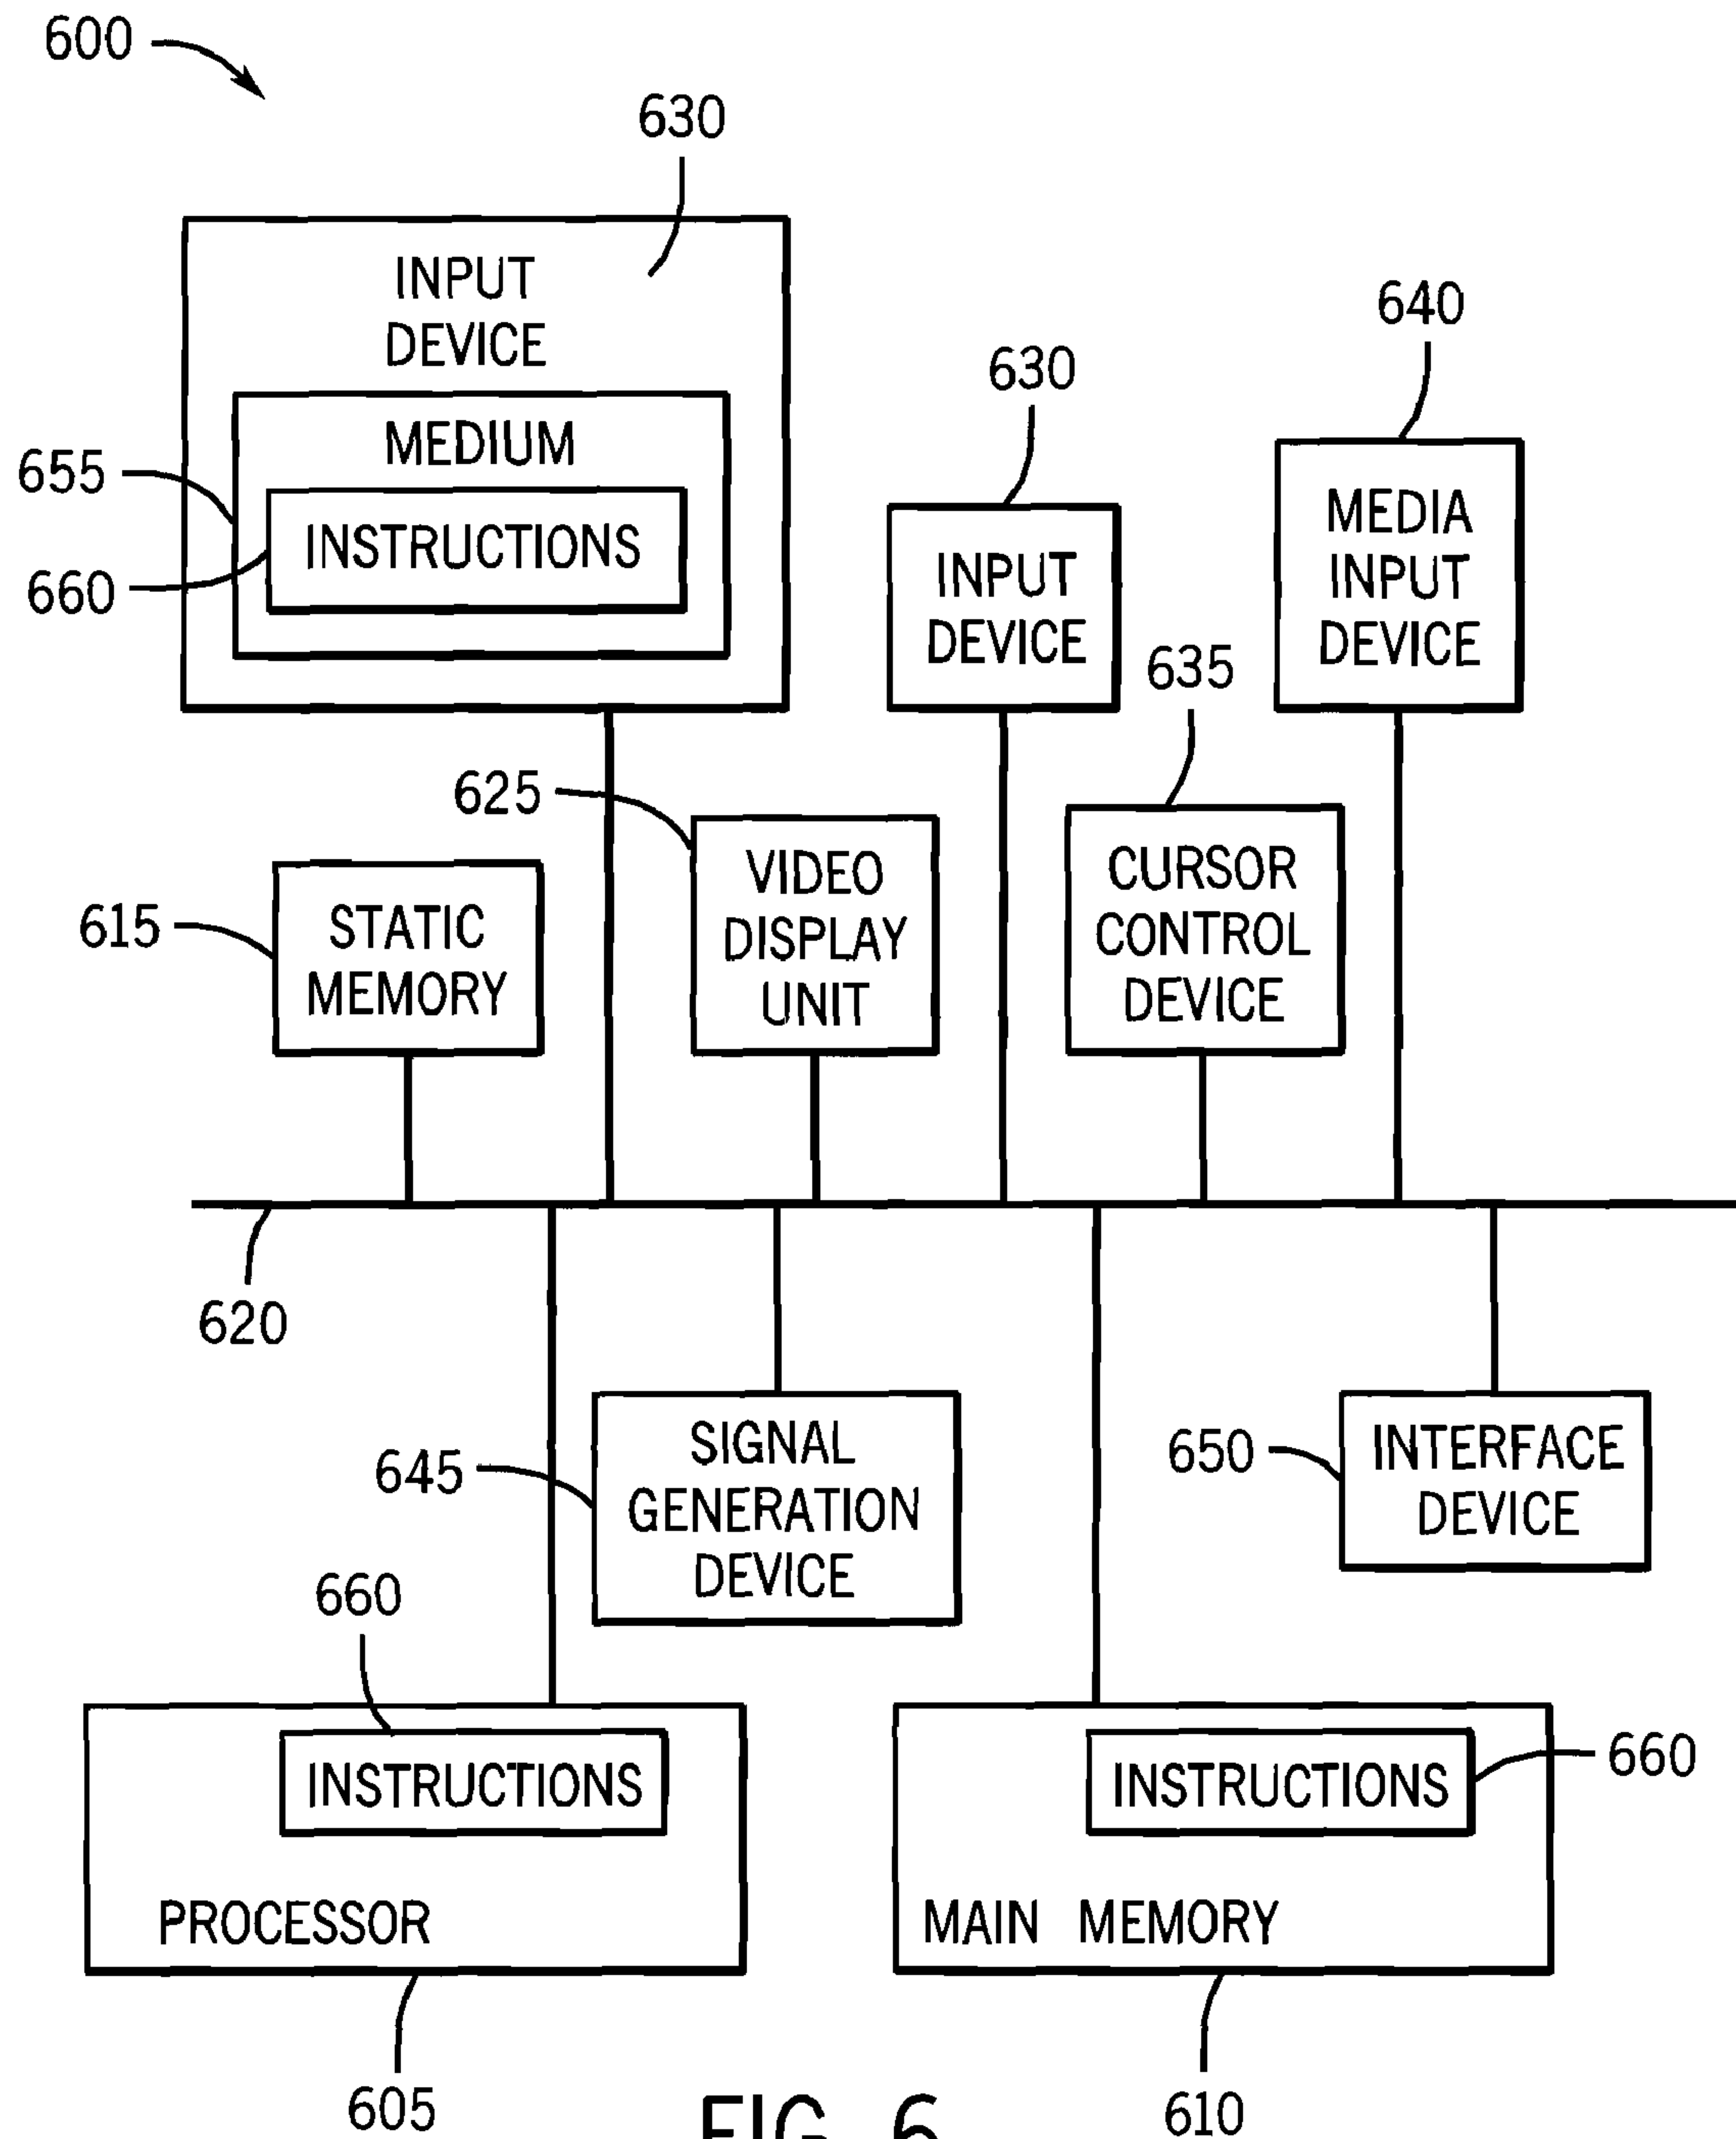 600
630
INPUT
DEVICE
640
630
MEDIUM
655
INSTRUCTIONS
MEDIA
INPUT
DEVICE
INPUT
DEVICE
660
635
625
VIDEO
DISPLAY
UNIT
CURSOR
CONTROL
DEVICE
615
STATIC
MEMORY
620
SIGNAL
GENERATION
DEVICE
645
650
INTERFACE
DEVICE
660
INSTRUCTIONS
INSTRUCTIONS
660
PROCESSOR
MAIN MEMORY
605
610
FIG. 6